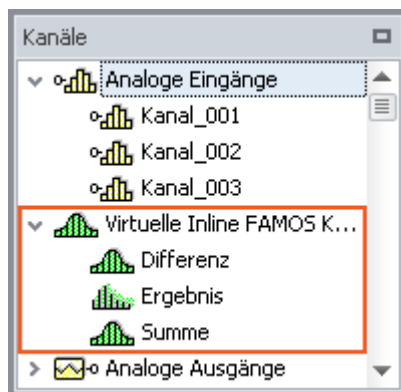 Kanäle
Analoge Eingänge
Kanal_001
Kanal_002
Kanal_003
Virtuelle Inline FAMOS K...
Differenz
Ergebnis
Summe
Analoge Ausgänge